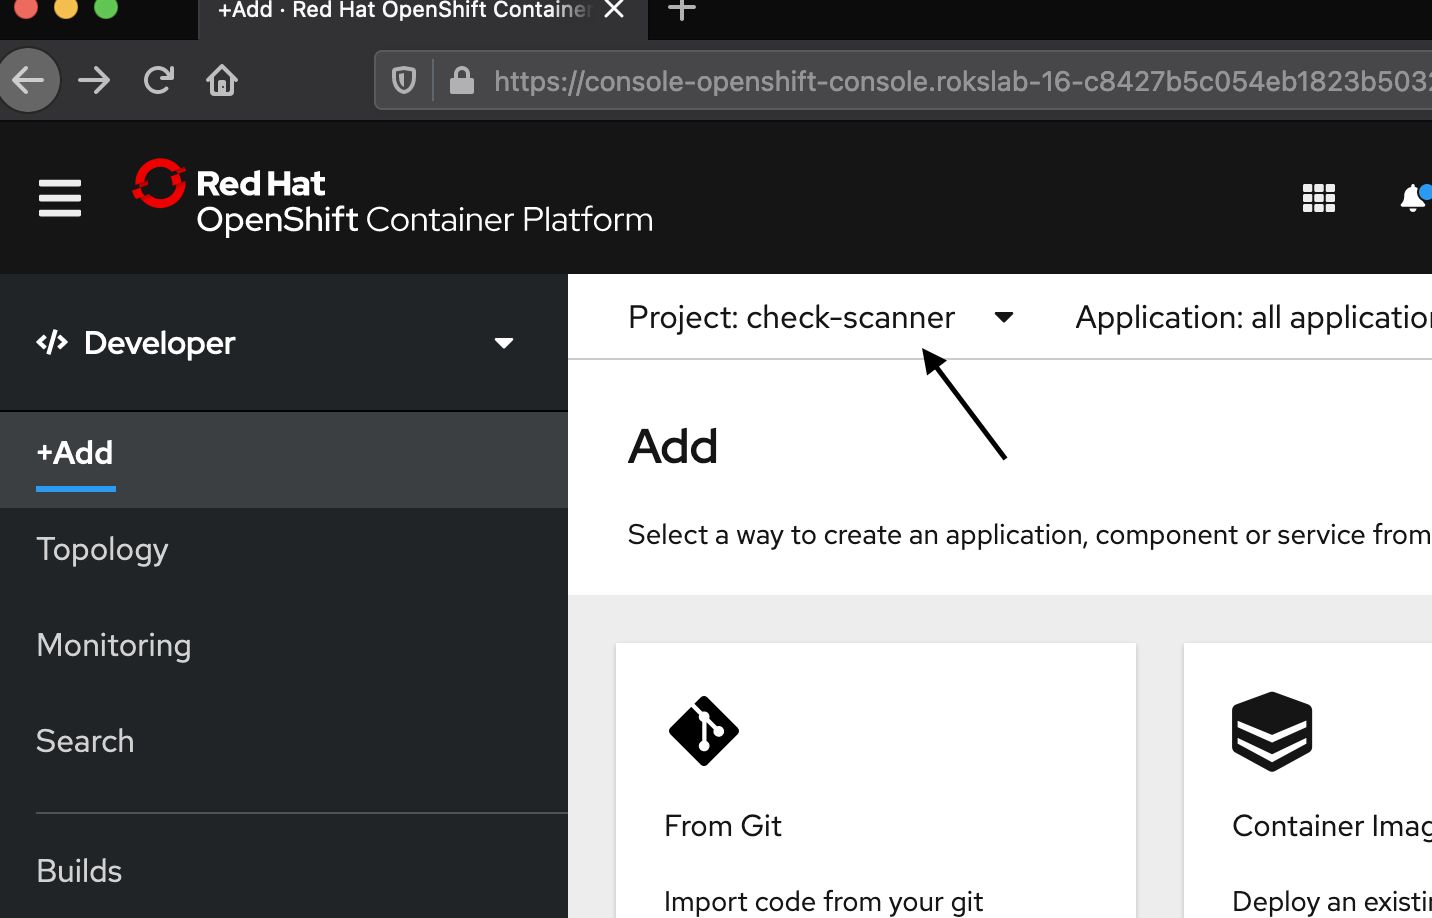 +Add · Red Hat OpenShift Container
https://console-openshift-console.rokslab-16-c8427b5c054eb1823b503
Red Hat
OpenShift Container Platform
Developer
Project: check-scanner
Application: all application
+Add
Topology
Monitoring
Search
Builds
Add
Select a way to create an application, component or service from
From Git
Import code from your git
Container Imag
Deploy an existi